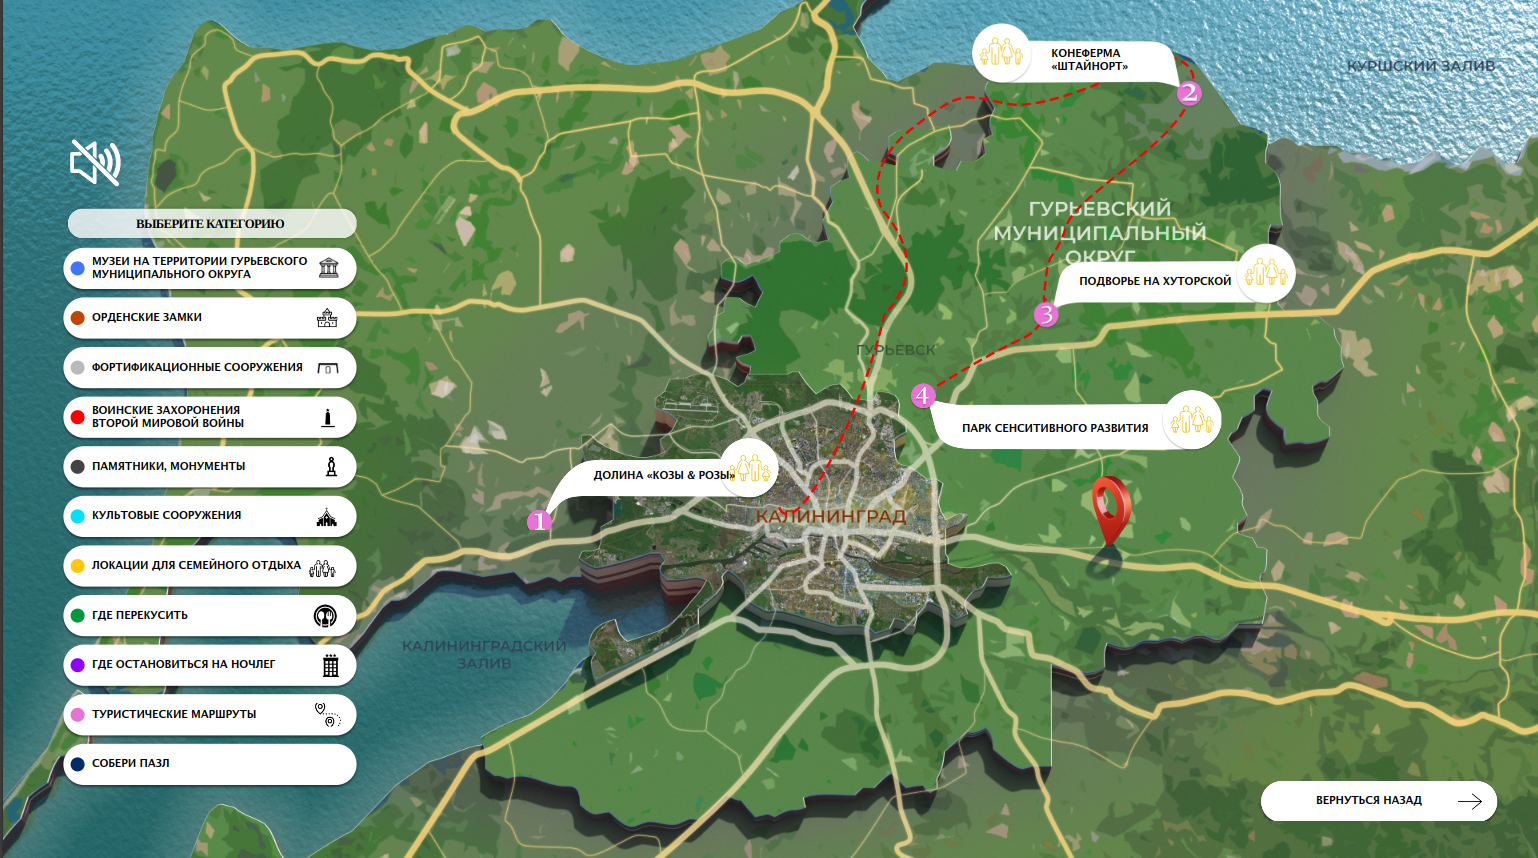 КОНЕФЕРМА
«ШТАЙНОРТ»
2
КУРШСКИЙ ЗАЛИВ
ВЫБЕРИТЕ КАТЕГОРИЮ
МУЗЕИ НА ТЕРРИТОРИИ ГУРЬЕВСКОГО
МУНИЦИПАЛЬНОГО ОКРУГА
ОРДЕНСКИЕ ЗАМКИ
ФОРТИФИКАЦИОННЫЕ СООРУЖЕНИЯ
ВОИНСКИЕ ЗАХОРОНЕНИЯ
ВТОРОЙ МИРОВОЙ ВОЙНЫ
ПАМЯТНИКИ, МОНУМЕНТЫ
КУЛЬТОВЫЕ СООРУЖЕНИЯ
ЛОКАЦИИ ДЛЯ СЕМЕЙНОГО ОТДЫХА
ГДЕ ПЕРЕКУСИТЬ
ГДЕ ОСТАНОВИТЬСЯ НА НОЧЛЕГ
ТУРИСТИЧЕСКИЕ МАРШРУТЫ
СОБЕРИ ПАЗЛ
ГУРЬЕВСКИЙ
МУНИЦИПАЛЬНЫЙ
ОКРУГ
ПОДВОРЬЕ НА ХУТОРСКОЙ
3
ГУРЬЕВСК
4
ПАРК СЕНСИТИВНОГО РАЗВИТИЯ
ДОЛИНА «КОЗЫ & РОЗЫ»
1
КАЛИНИНГРАД
КАЛИНИНГРАДСКИЙ
ЗАЛИВ
ВЕРНУТЬСЯ НАЗАД